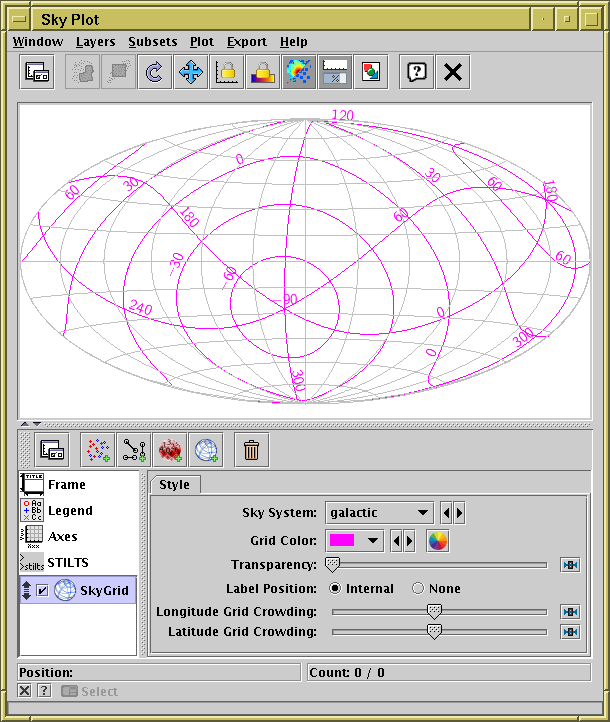 Sky Plot
Window Layers Subsets Plot Export Help
120
0
30
60
30
60
180
180
60
-30
-60
60
-90
240
0
300
0
300
Frame
Legend
Axes
STILTS
SkyGrid
Style
Sky System: galactic
Grid Color:
Transparency:
Label Position: Internal None
Longitude Grid Crowding:
Latitude Grid Crowding:
Position: Count: 0 / 0
Select